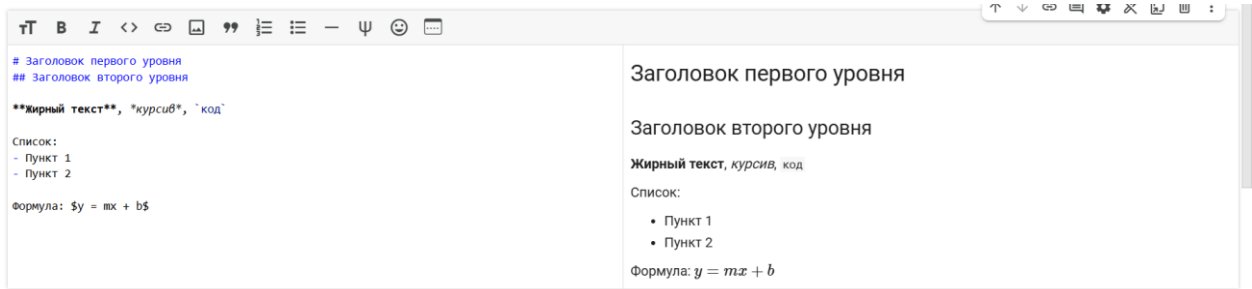 # Заголовок первого уровня
## Заголовок второго уровня
**Жирный текст**, *курсив*, `код`
Список:
- Пункт 1
- Пункт 2
Формула: $y = mx + b$
Заголовок первого уровня
Заголовок второго уровня
Жирный текст, курсив, код
Список:
• Пункт 1
• Пункт 2
Формула: y = mx + b